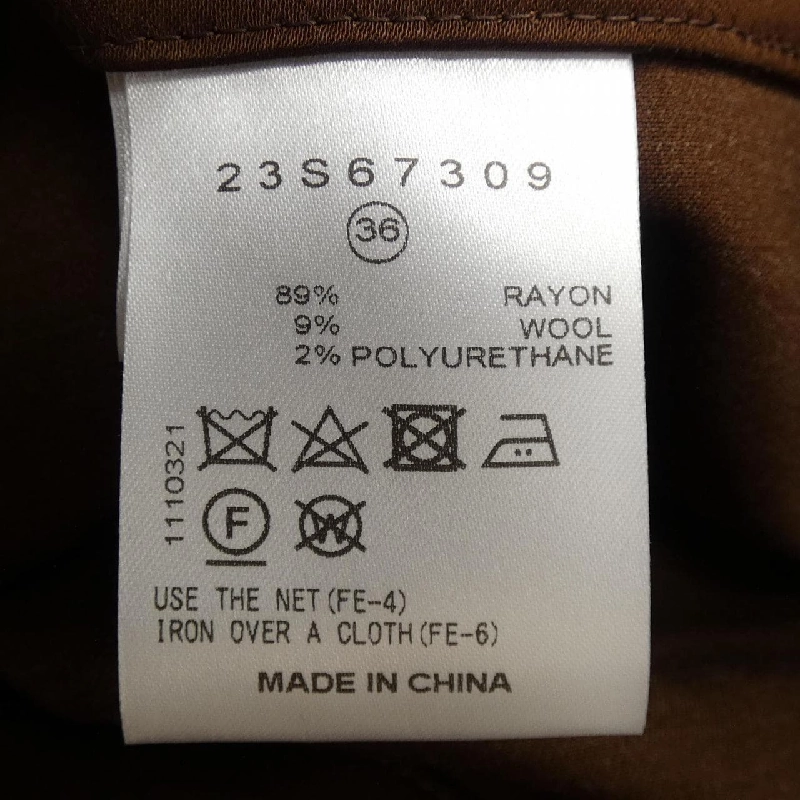 23S67309
36
89% RAYON
9% WOOL
2% POLYURETHANE
1110321
F W
USE THE NET(FE-4)
IRON OVER A CLOTH(FE-6)
MADE IN CHINA